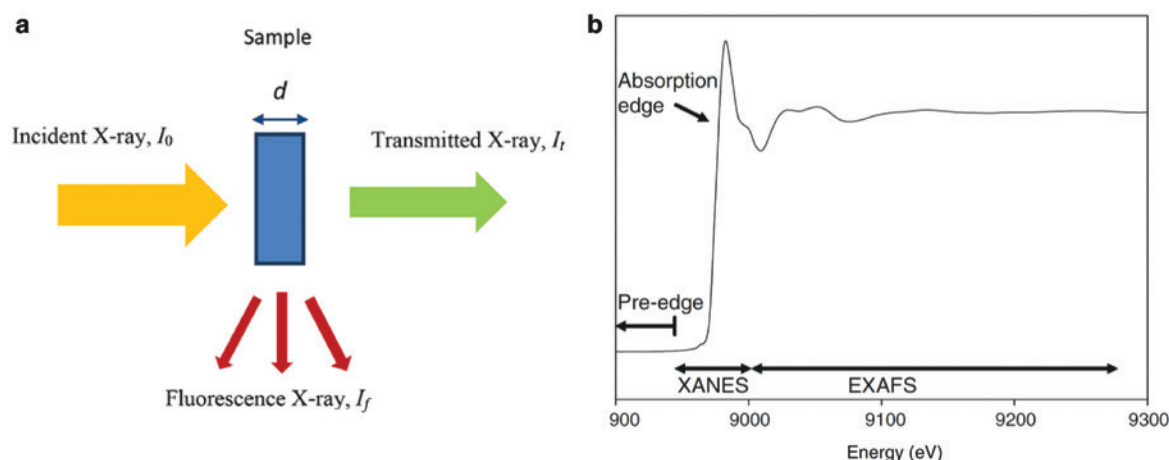 a
Sample
d
Incident X-ray, I0
Transmitted X-ray, It
Fluorescence X-ray, If
b
Absorption
edge
Pre-edge
XANES
EXAFS
900
9000
9100
9200
9300
Energy (eV)